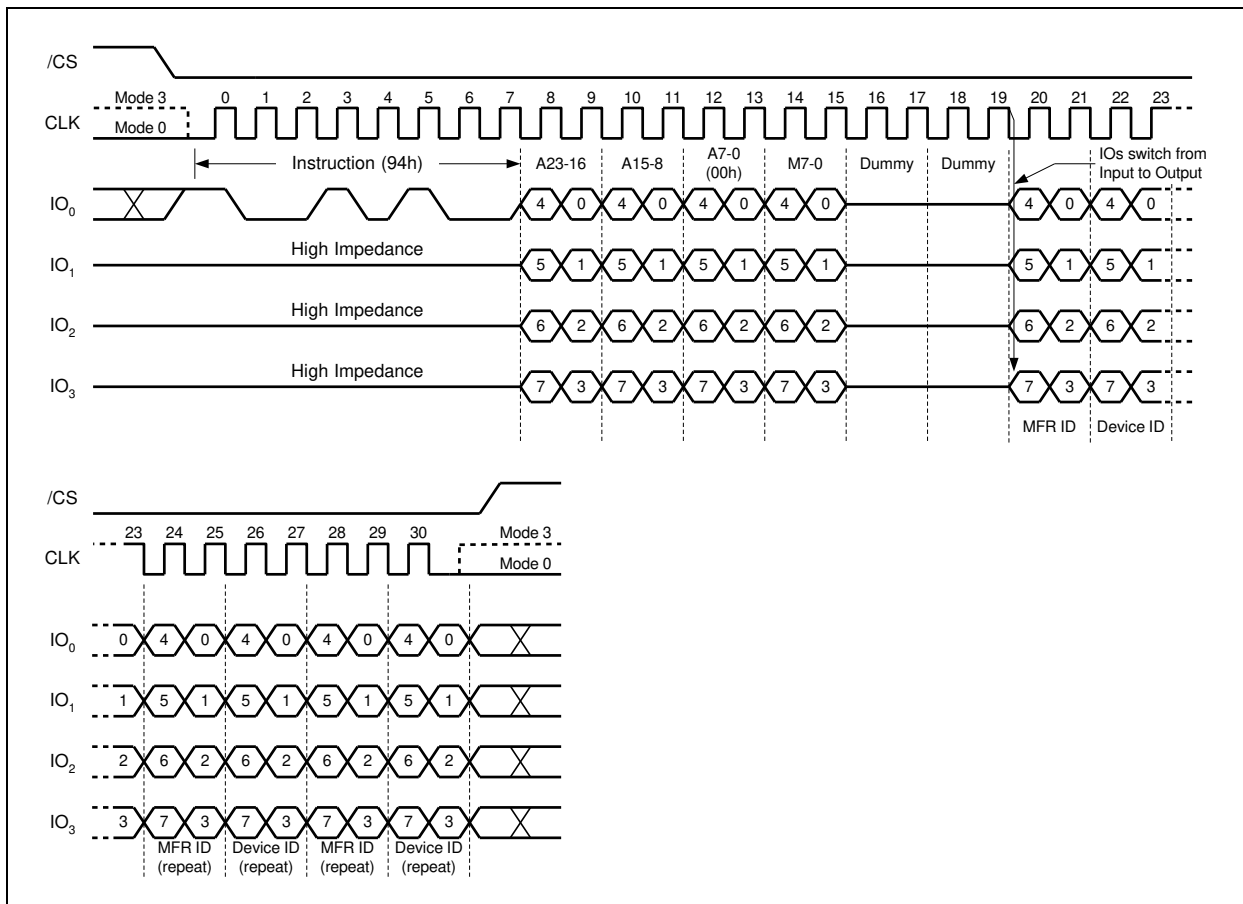 /CS
Mode 3 0 1 2 3 4 5 6 7 8 9 10 11 12 13 14 15 16 17 18 19 20 21 22 23
CLK
Mode 0
Instruction (94h) A23-16 A15-8 A7-0 (00h) M7-0 Dummy Dummy IOs switch from Input to Output
IO0 4 0 4 0 4 0 4 0 4 0 4 0
High Impedance
IO1 5 1 5 1 5 1 5 1 5 1 5 1
High Impedance
IO2 6 2 6 2 6 2 6 2 6 2 6 2
High Impedance
IO3 7 3 7 3 7 3 7 3 7 3 7 3
MFR ID Device ID
/CS
23 24 25 26 27 28 29 30 Mode 3
CLK
Mode 0
IO0 0 4 0 4 0 4 0 4 0
IO1 1 5 1 5 1 5 1 5 1
IO2 2 6 2 6 2 6 2 6 2
IO3 3 7 3 7 3 7 3 7 3
MFR ID Device ID MFR ID Device ID
(repeat) (repeat) (repeat) (repeat)